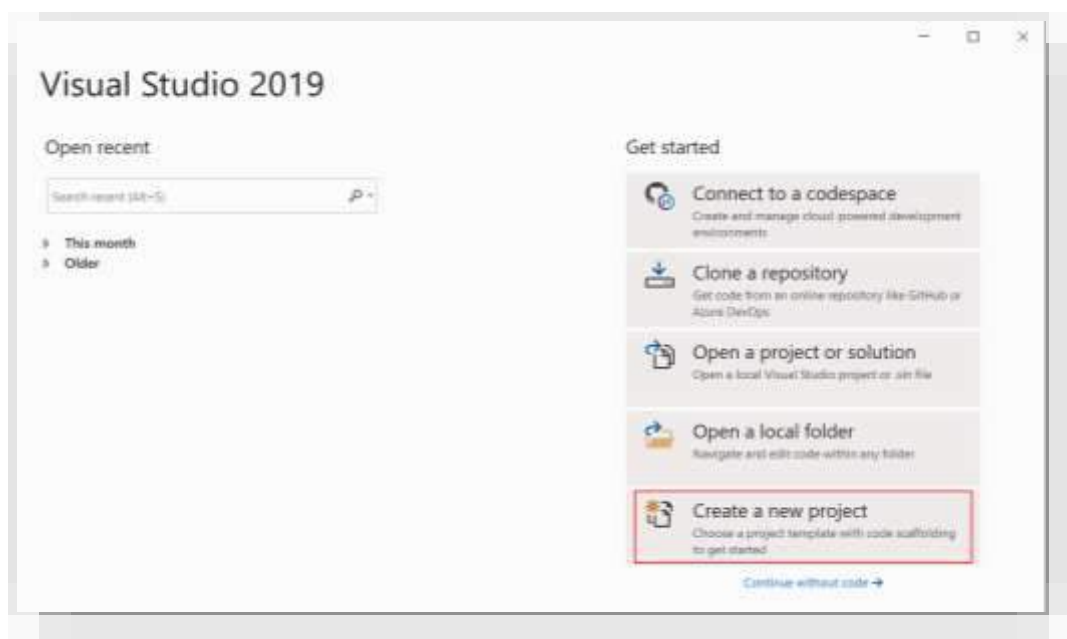 Visual Studio 2019
Open recent
Search recent (Alt+S)
This month
Older
Get started
Connect to a codespace
Create and manage cloud-powered development
environments
Clone a repository
Get code from an online repository like GitHub or
Azure DevOps
Open a project or solution
Open a local Visual Studio project or .sln file
Open a local folder
Navigate and edit code within any folder
Create a new project
Choose a project template with code scaffolding
to get started
Continue without code →